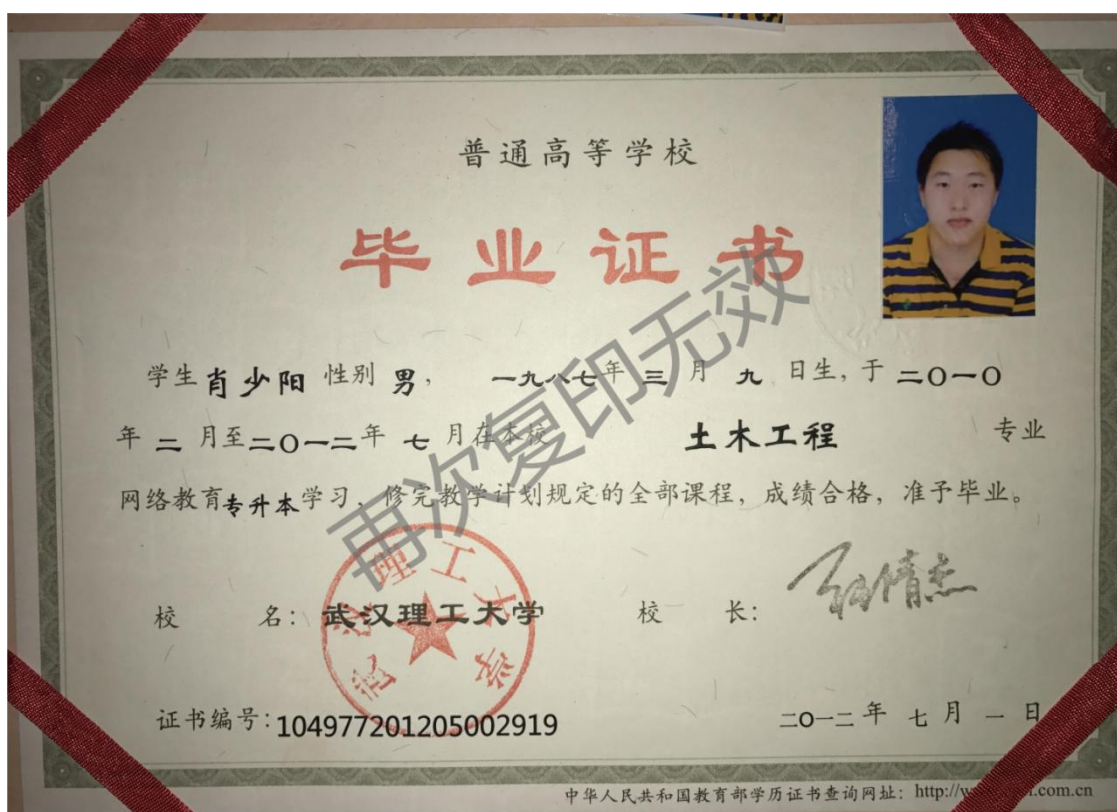 普通高等学校
毕业证书
学生 肖少阳 性别 男， 一九八七年 三 月 九 日生，于 二〇一〇
年 二 月至二〇一二年 七 月在本校 土木工程 专业
网络教育专升本学习，修完教学计划规定的全部课程，成绩合格，准予毕业。
校 名：武汉理工大学 校 长：
武汉理工大学
证书编号：104977201205002919 二〇一二年 七 月 一 日
中华人民共和国教育部学历证书查询网址：http://w .com.cn
再次复印无效